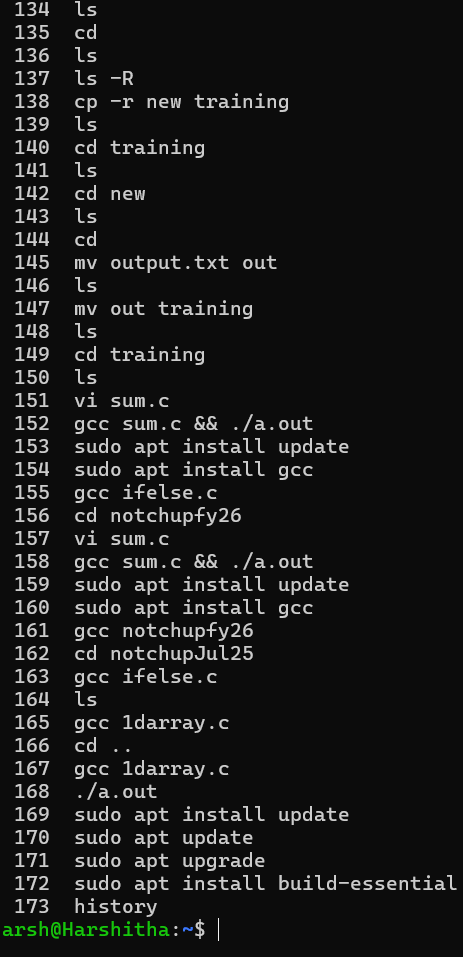 134 ls
135 cd
136 ls
137 ls -R
138 cp -r new training
139 ls
140 cd training
141 ls
142 cd new
143 ls
144 cd
145 mv output.txt out
146 ls
147 mv out training
148 ls
149 cd training
150 ls
151 vi sum.c
152 gcc sum.c && ./a.out
153 sudo apt install update
154 sudo apt install gcc
155 gcc ifelse.c
156 cd notchupfy26
157 vi sum.c
158 gcc sum.c && ./a.out
159 sudo apt install update
160 sudo apt install gcc
161 gcc notchupfy26
162 cd notchupJul25
163 gcc ifelse.c
164 ls
165 gcc 1darray.c
166 cd ..
167 gcc 1darray.c
168 ./a.out
169 sudo apt install update
170 sudo apt update
171 sudo apt upgrade
172 sudo apt install build-essential
173 history
arsh@Harshitha:~$